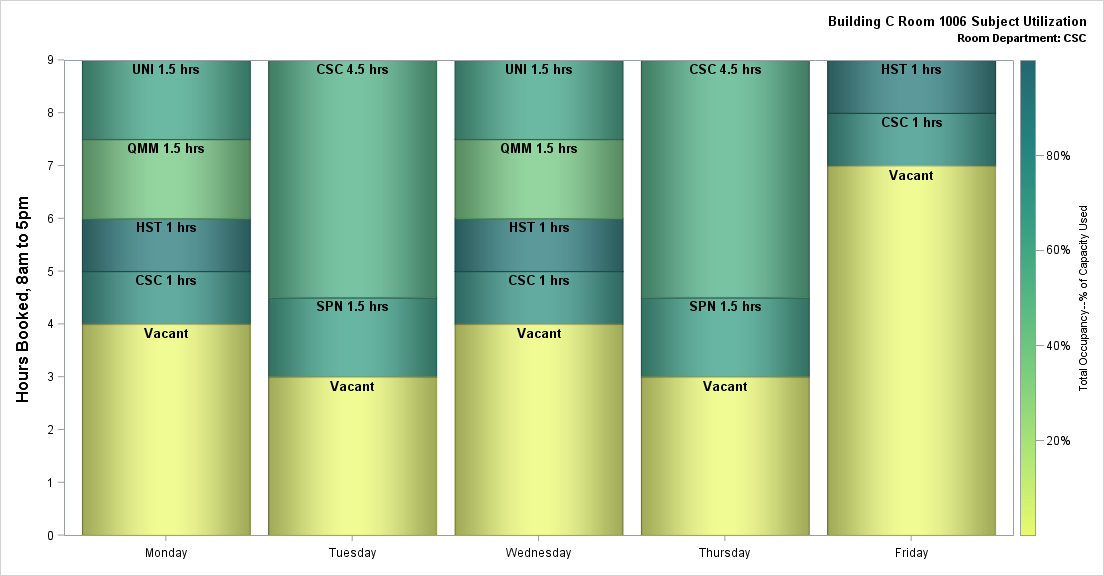 Building C Room 1006 Subject Utilization
Room Department: CSC
Hours Booked, 8am to 5pm
9
8
7
6
5
4
3
2
1
0
UNI 1.5 hrs
QMM 1.5 hrs
HST 1 hrs
CSC 1 hrs
Vacant
CSC 4.5 hrs
SPN 1.5 hrs
Vacant
UNI 1.5 hrs
QMM 1.5 hrs
HST 1 hrs
CSC 1 hrs
Vacant
CSC 4.5 hrs
SPN 1.5 hrs
Vacant
HST 1 hrs
CSC 1 hrs
Vacant
Monday
Tuesday
Wednesday
Thursday
Friday
80%
60%
40%
20%
Total Occupancy--% of Capacity Used